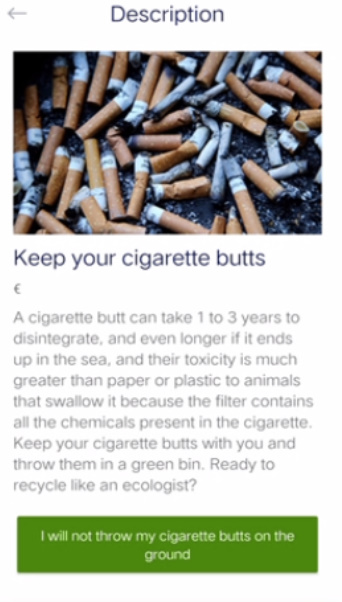 Description
Keep your cigarette butts
€
A cigarette butt can take 1 to 3 years to
disintegrate, and even longer if it ends
up in the sea, and their toxicity is much
greater than paper or plastic to animals
that swallow it because the filter contains
all the chemicals present in the cigarette.
Keep your cigarette butts with you and
throw them in a green bin. Ready to
recycle like an ecologist?
I will not throw my cigarette butts on the
ground